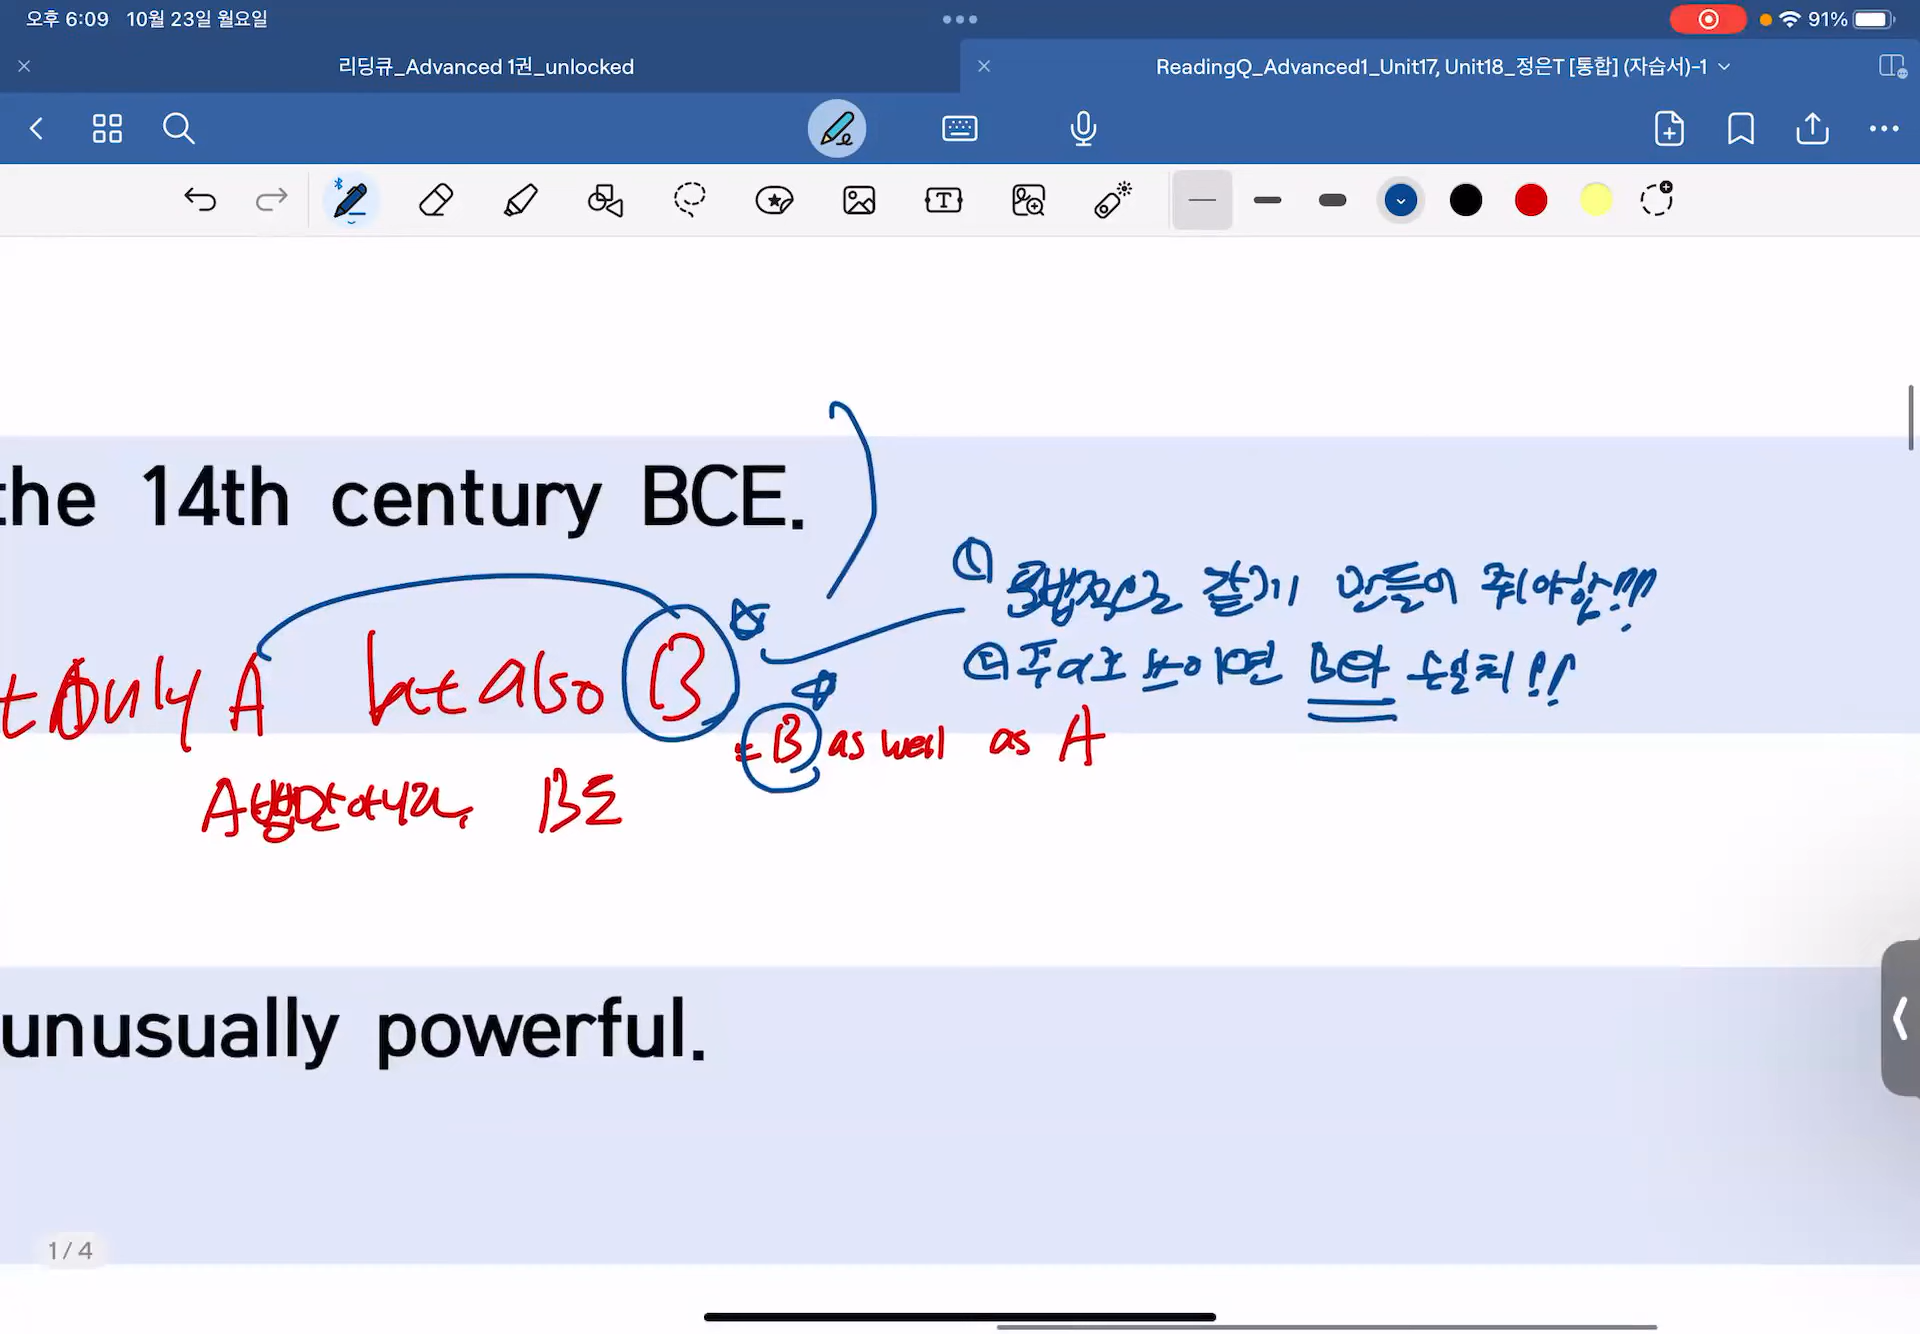 오후 6:09 10월 23일 월요일
91%
리딩큐_Advanced 1권_unlocked
ReadingQ_Advanced1_Unit17, Unit18_정은T [통합] (자습서)-1
the 14th century BCE.
① 문법적으로 같게 만들어 줘야함!!!
② 주어로 쓰이면 B에 수일치!!
t Only A but also B
= B as well as A
A뿐만 아니라, B도
unusually powerful.
1 / 4